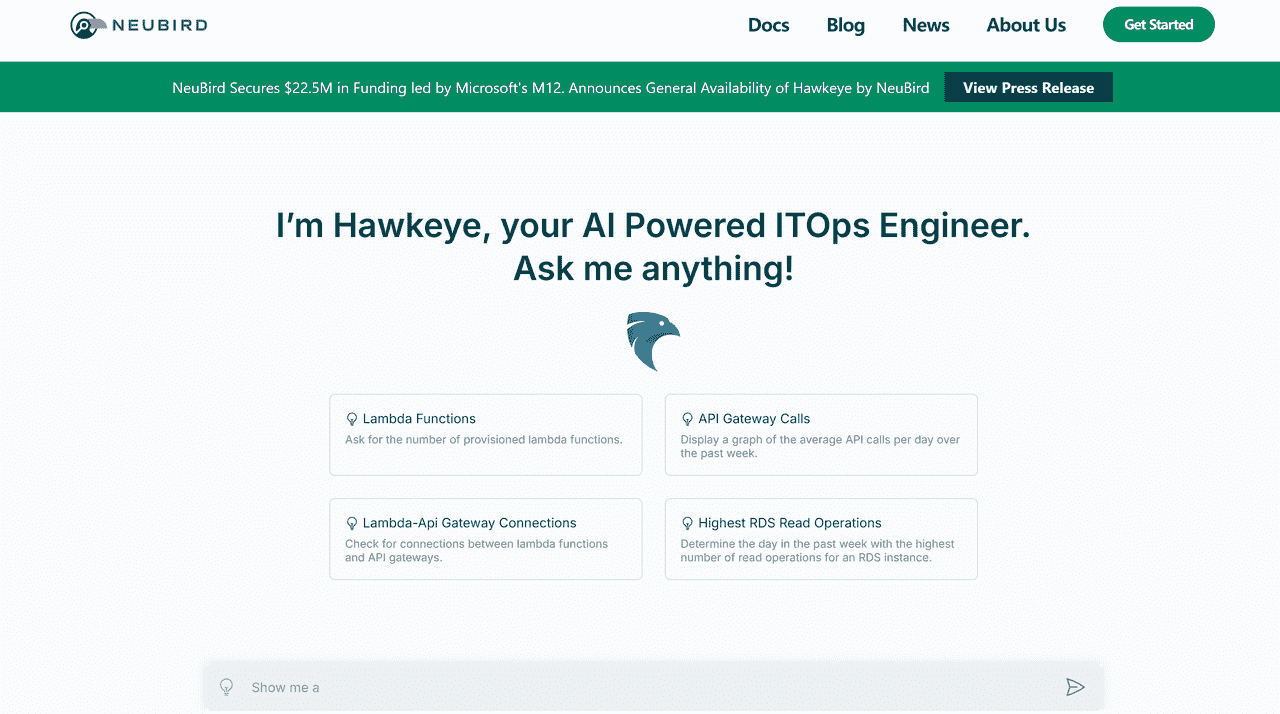 NEUBIRD
Docs
Blog
News
About Us
Get Started
NeuBird Secures $22.5M in Funding led by Microsoft's M12. Announces General Availability of Hawkeye by NeuBird
View Press Release
I’m Hawkeye, your AI Powered ITOps Engineer.
Ask me anything!
Lambda Functions
Ask for the number of provisioned lambda functions.
API Gateway Calls
Display a graph of the average API calls per day over
the past week.
Lambda-Api Gateway Connections
Check for connections between lambda functions
and API gateways.
Highest RDS Read Operations
Determine the day in the past week with the highest
number of read operations for an RDS instance.
Show me a